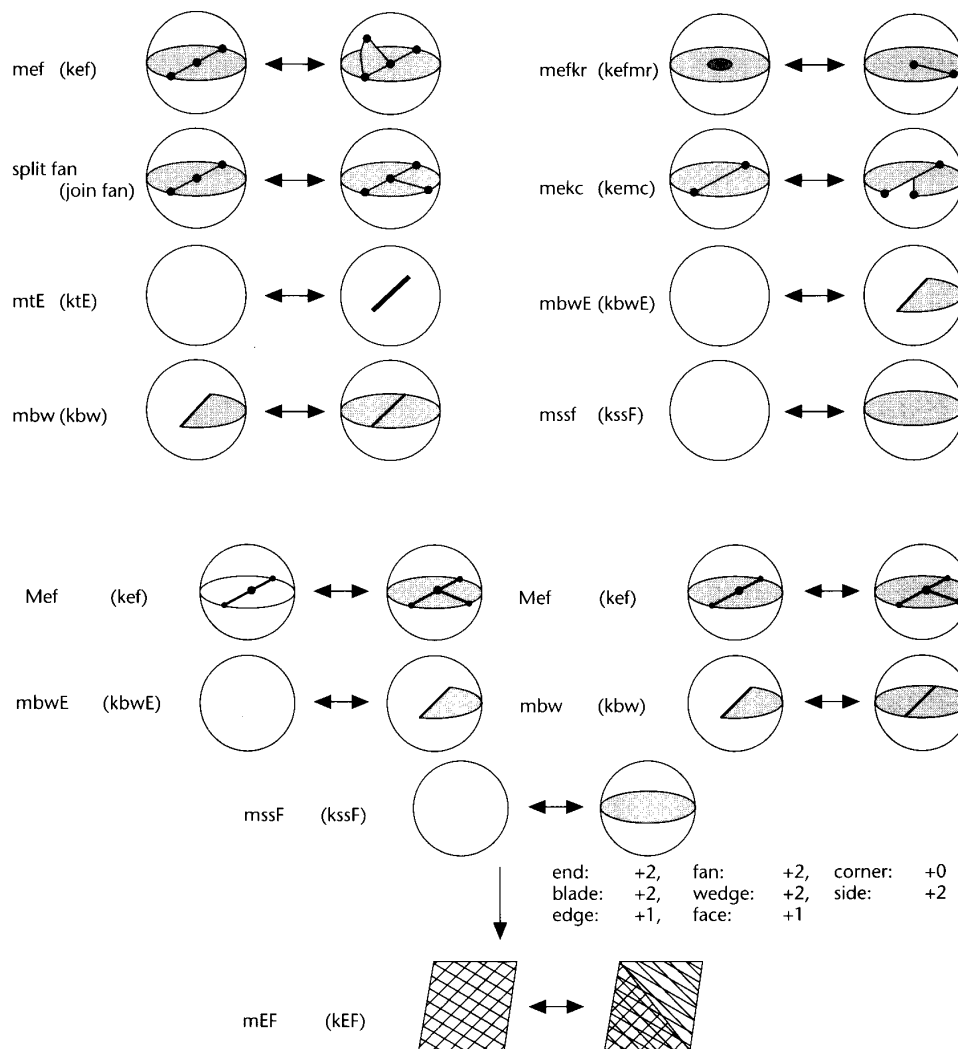 mef (kef)
mefkr (kefmr)
split fan
(join fan)
mekc (kemc)
mtE (ktE)
mbwE (kbwE)
mbw (kbw)
mssf (kssF)
Mef (kef)
Mef (kef)
mbwE (kbwE)
mbw (kbw)
mssF (kssF)
end: +2, fan: +2, corner: +0
blade: +2, wedge: +2, side: +2
edge: +1, face: +1
mEF (kEF)